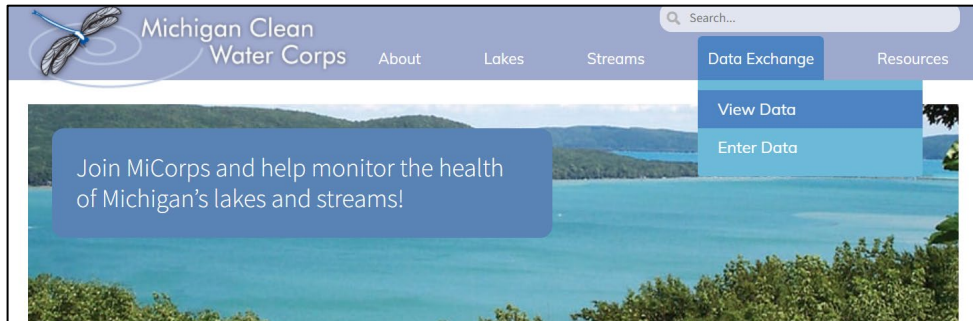 Michigan Clean
Water Corps
Search...
About Lakes Streams Data Exchange Resources
View Data
Enter Data
Join MiCorps and help monitor the health
of Michigan's lakes and streams!